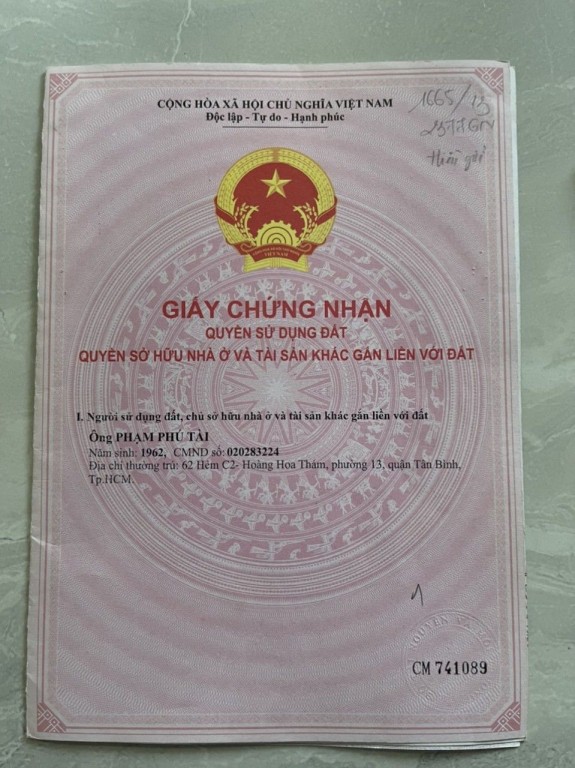 CỘNG HÒA XÃ HỘI CHỦ NGHĨA VIỆT NAM
Độc lập - Tự do - Hạnh phúc
1665/13
VIỆT NAM
GIẤY CHỨNG NHẬN
QUYỀN SỬ DỤNG ĐẤT
QUYỀN SỞ HỮU NHÀ Ở VÀ TÀI SẢN KHÁC GẮN LIỀN VỚI ĐẤT
I. Người sử dụng đất, chủ sở hữu nhà ở và tài sản khác gắn liền với đất
Ông PHẠM PHÚ TÀI
Năm sinh: 1962, CMND số: 020283224
Địa chỉ thường trú: 62 Hẻm C2- Hoàng Hoa Thám, phường 13, quận Tân Bình,
Tp.HCM.
CM 741089